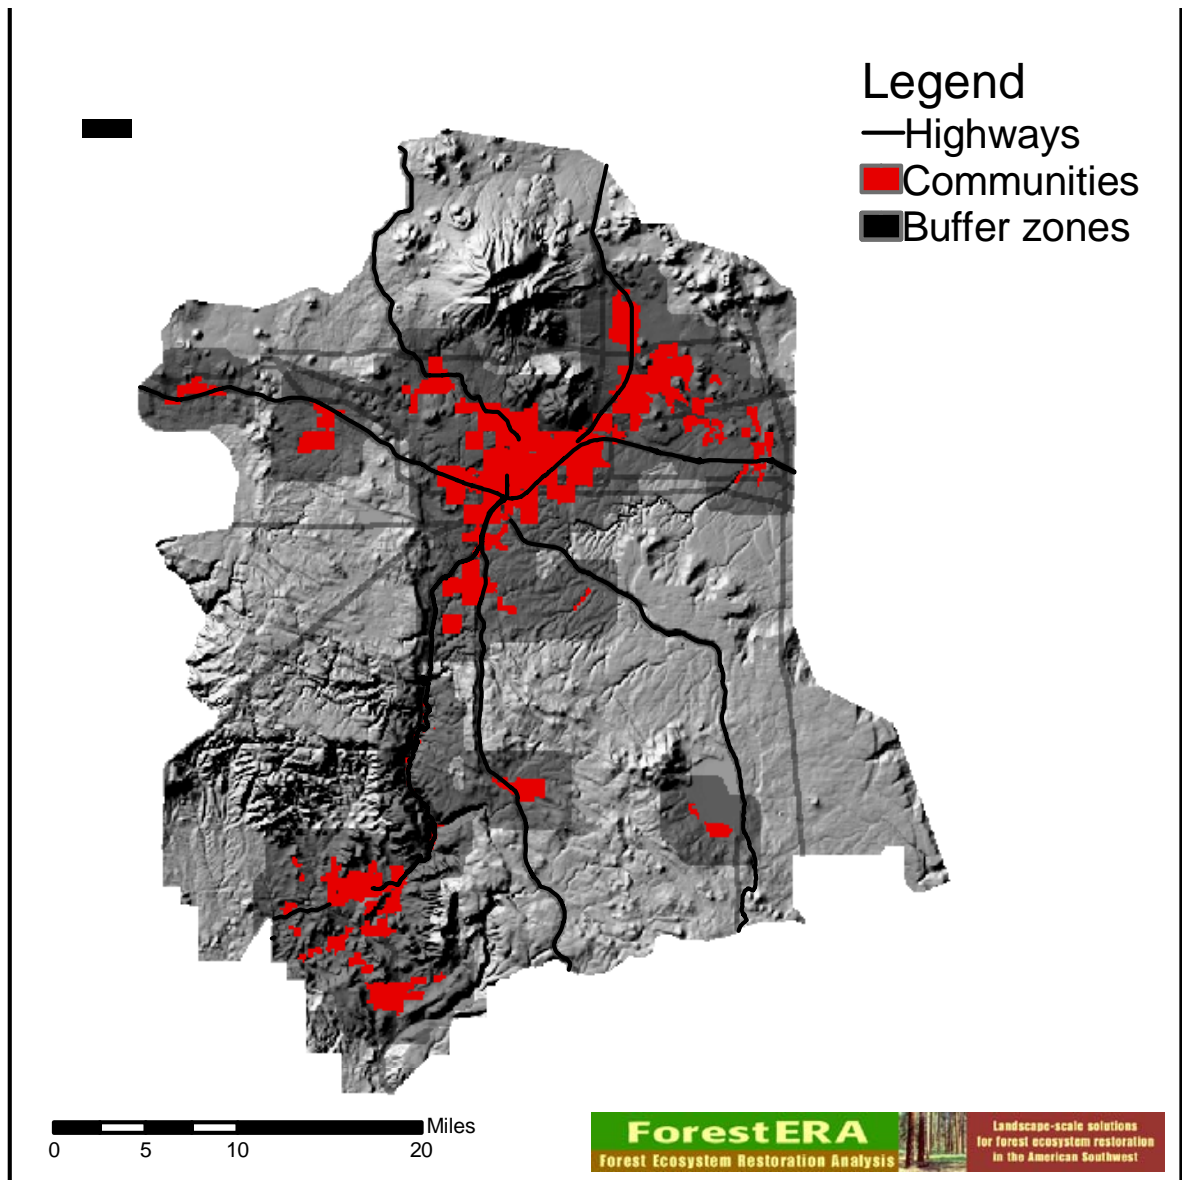 Legend
Highways
Communities
Buffer zones
Miles
0 5 10 20
ForestERA
Forest Ecosystem Restoration Analysis
Landscape-scale solutions
for forest ecosystem restoration
in the American Southwest